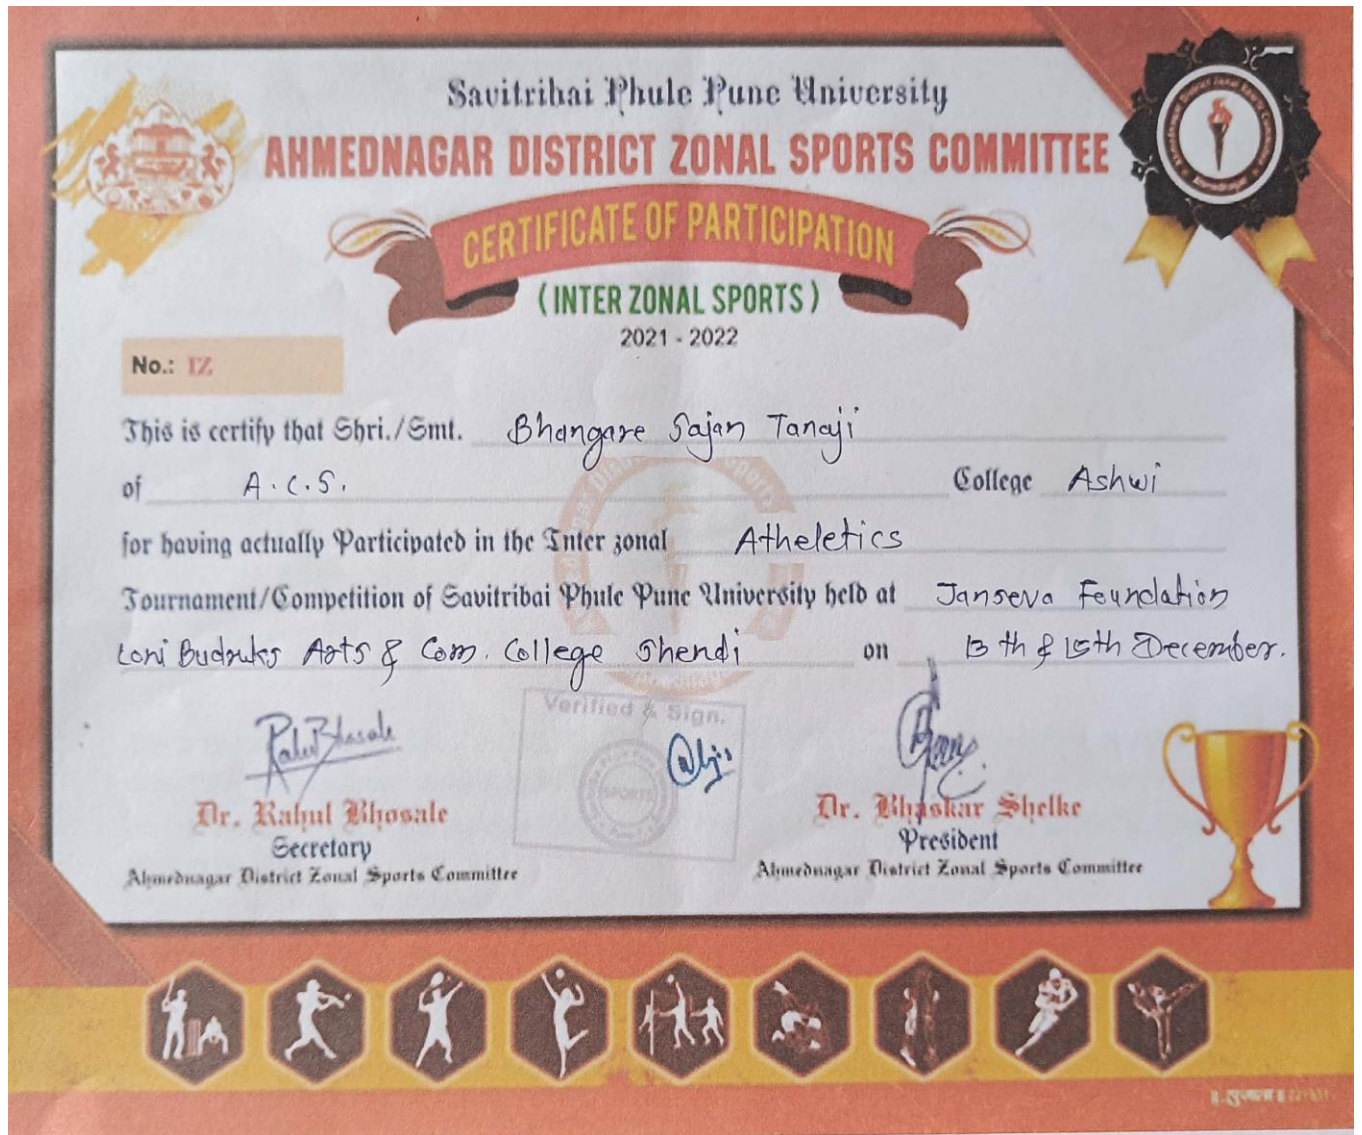 Savitribai Phule Pune University
AHMEDNAGAR DISTRICT ZONAL SPORTS COMMITTEE
CERTIFICATE OF PARTICIPATION
(INTER ZONAL SPORTS)
2021 - 2022
No.: IZ
This is certify that Shri./Smt. Bhangare Sajan Tanaji
of A.C.S. College Ashwi
for having actually Participated in the Inter zonal Atheletics
Tournament/Competition of Savitribai Phule Pune University held at Janseva Foundation
Loni Budruks Arts & Com. College Shendi on 13 th & 15th December.
Verified & Sign.
SPORTS
Dr. Rahul Bhosale
Secretary
Ahmednagar District Zonal Sports Committee
Dr. Bhaskar Shelke
President
Ahmednagar District Zonal Sports Committee